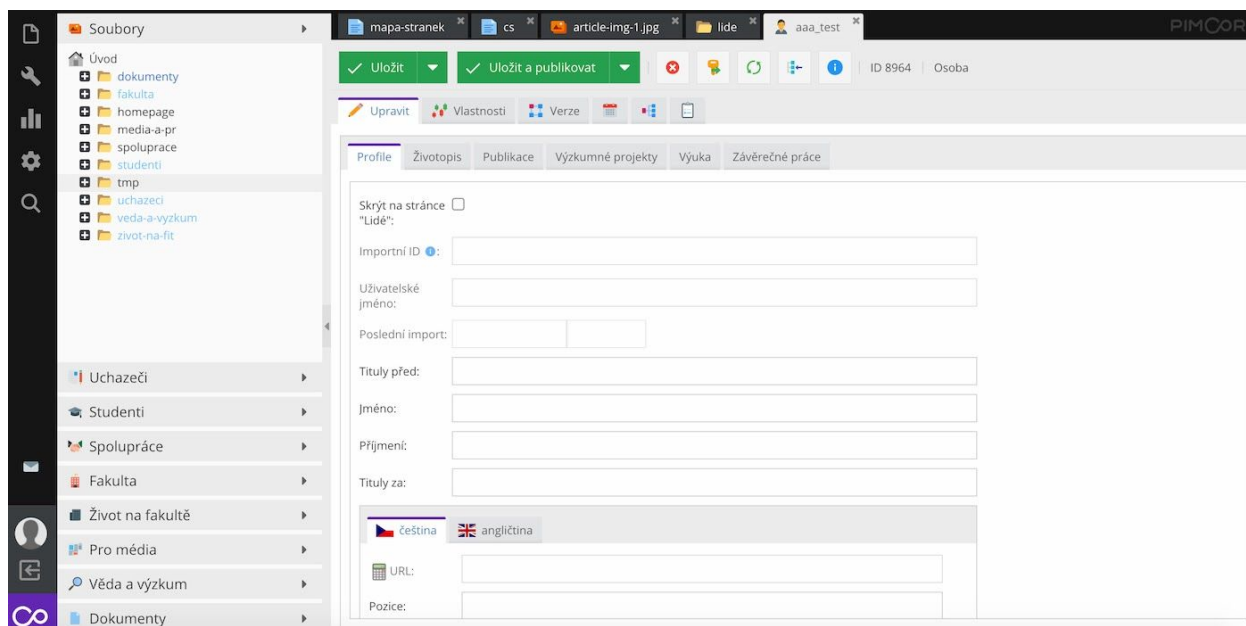 Soubory
mapa-stranek
cs
article-img-1.jpg
lide
aaa_test
Úvod
dokumenty
fakulta
homepage
media-a-pr
spoluprace
studenti
tmp
uchazeci
veda-a-vyzkum
zivot-na-fit
Uložit
Uložit a publikovat
ID 8964
Osoba
Upravit
Vlastnosti
Verze
Profile
Životopis
Publikace
Výzkumné projekty
Výuka
Závěrečné práce
Skrýt na stránce
"Lidé":
Importní ID :
Uživatelské
jméno:
Poslední import:
Tituly před:
Jméno:
Příjmení:
Tituly za:
čeština
angličtina
URL:
Pozice:
Uchazeči
Studenti
Spolupráce
Fakulta
Život na fakultě
Pro média
Věda a výzkum
Dokumenty